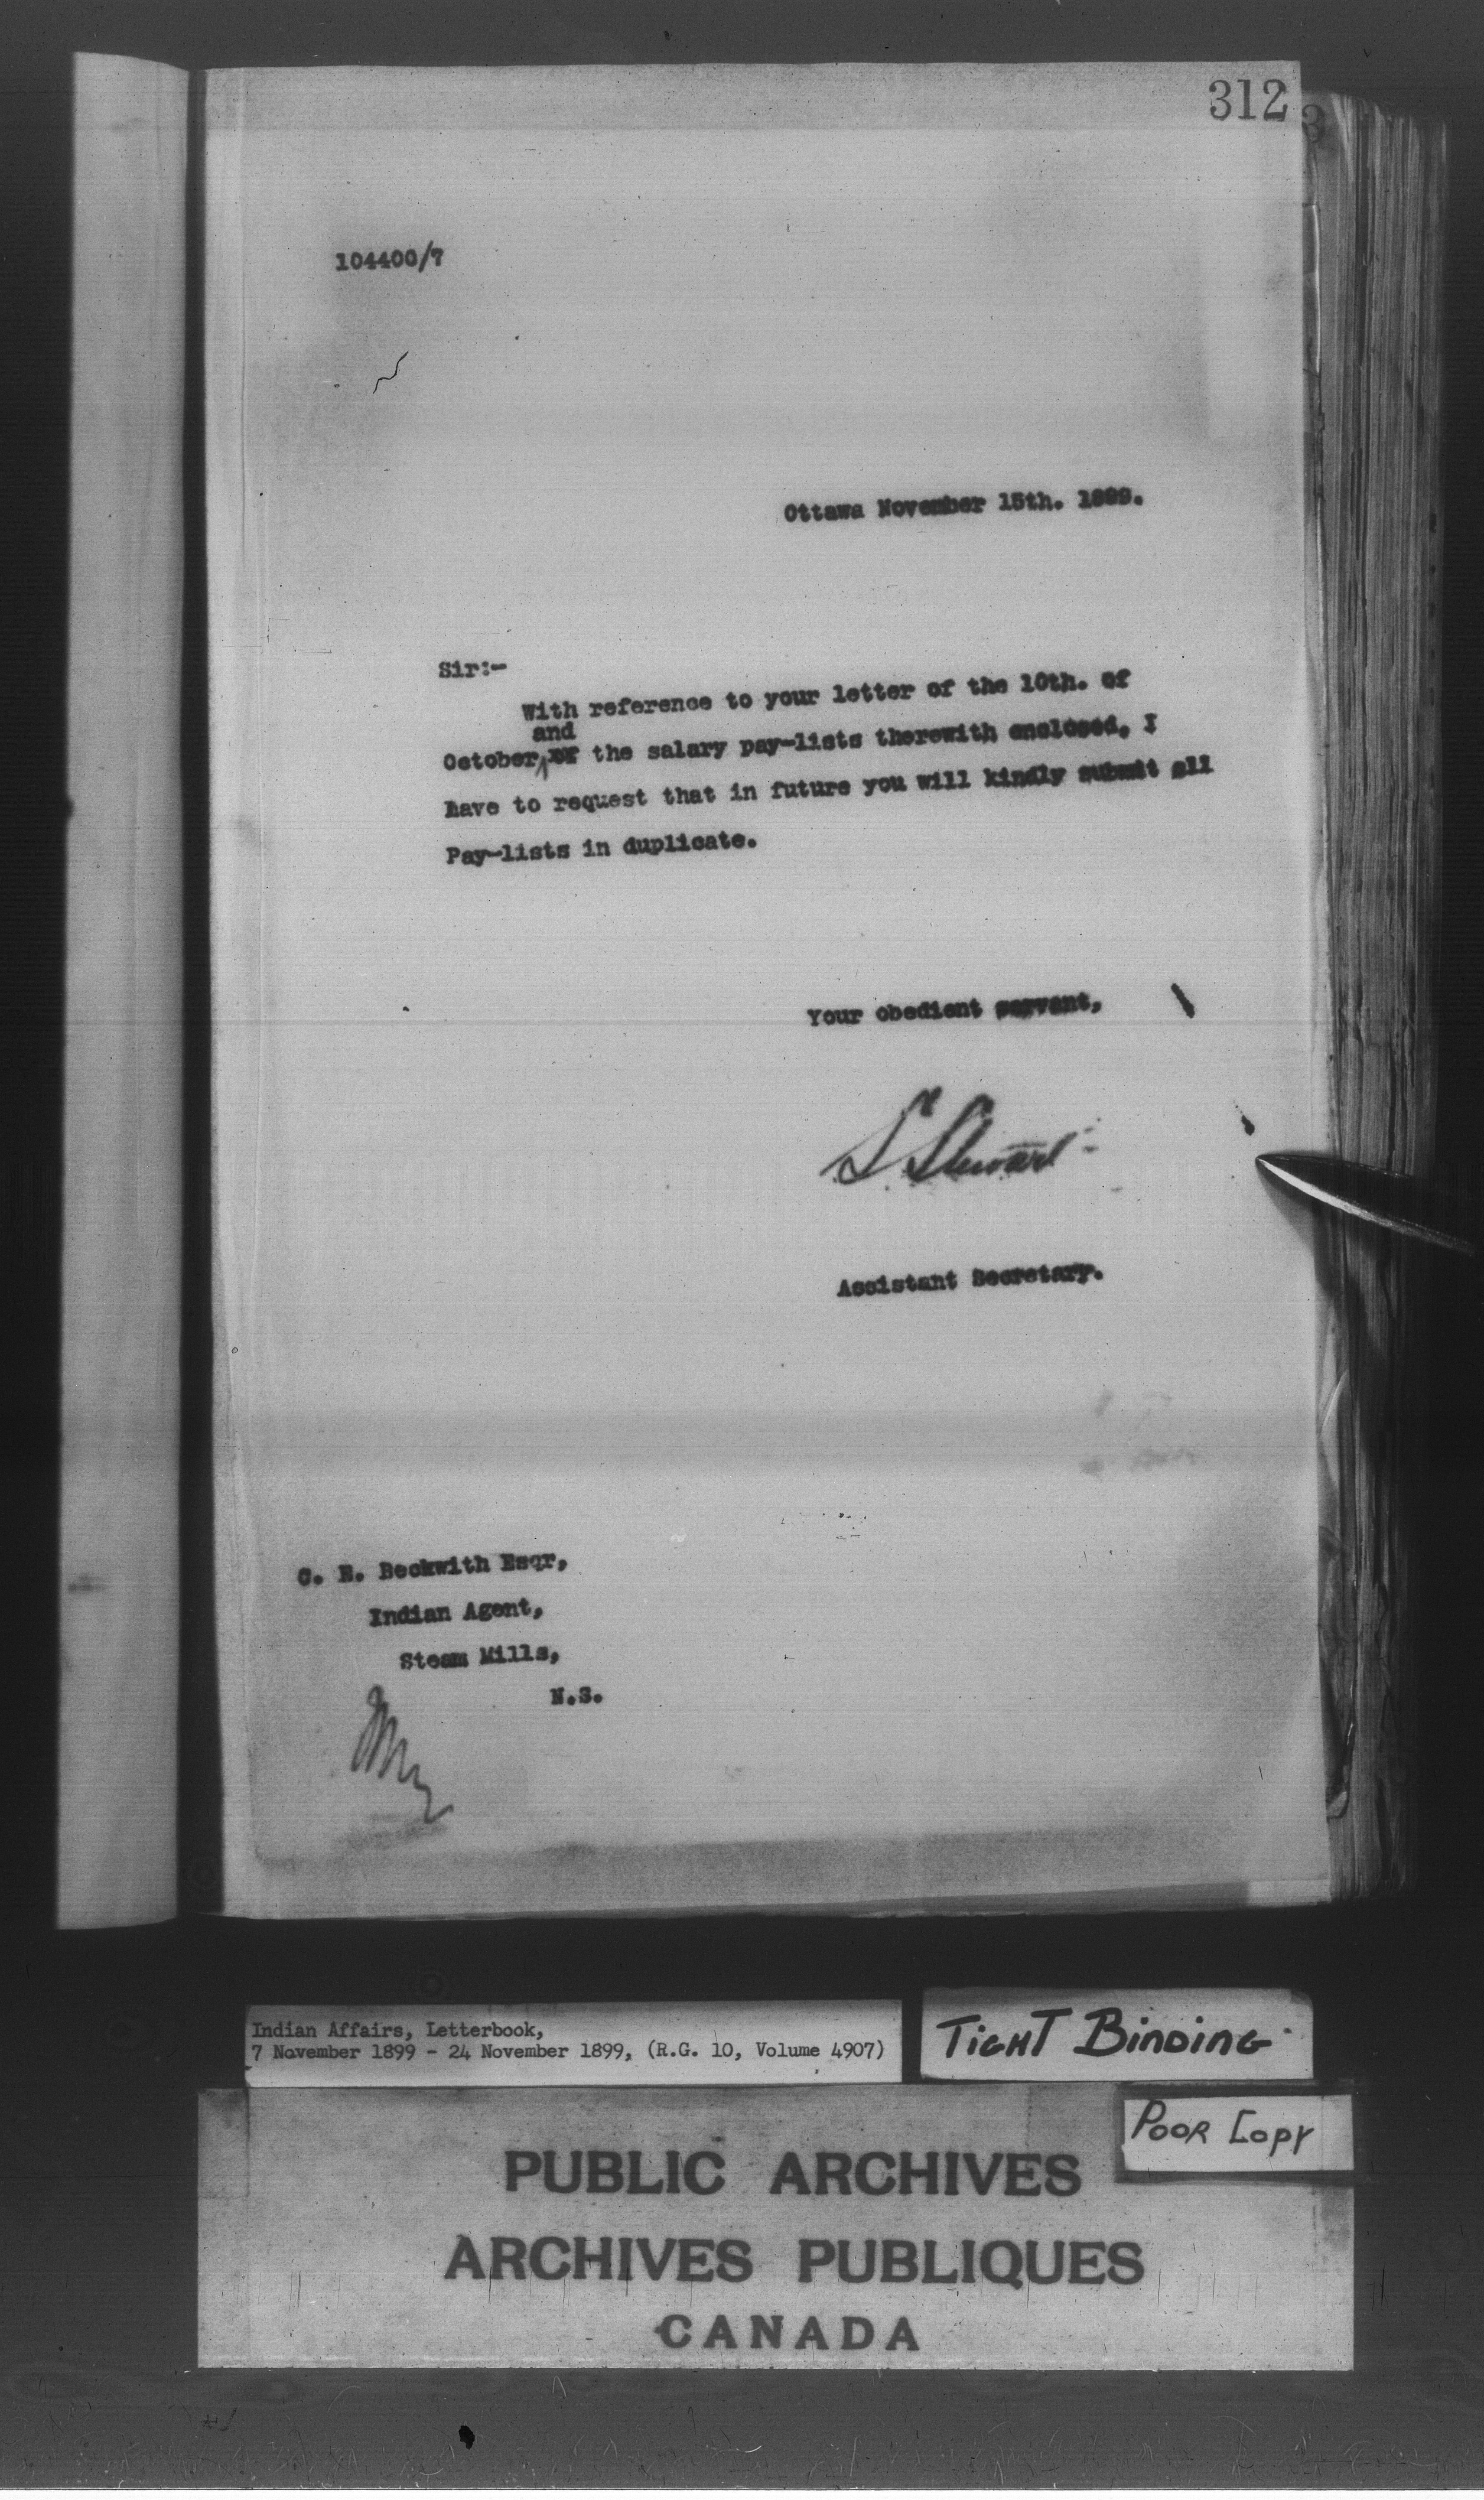 312
104400/7
Ottawa November 15th. 1899.
Sir:-
With reference to your letter of the 10th. of
and
October, the salary pay-lists therewith enclosed, I
have to request that in future you will kindly submit all
Pay-lists in duplicate.
Your obedient servant,
S. Stewart
Assistant Secretary.
C. E. Beckwith Esqr,
Indian Agent,
Steam Mills,
N.S.
Indian Affairs, Letterbook,
7 November 1899 - 24 November 1899, (R.G. 10, Volume 4907)
TIGHT BINDING
POOR COPY
PUBLIC ARCHIVES
ARCHIVES PUBLIQUES
CANADA